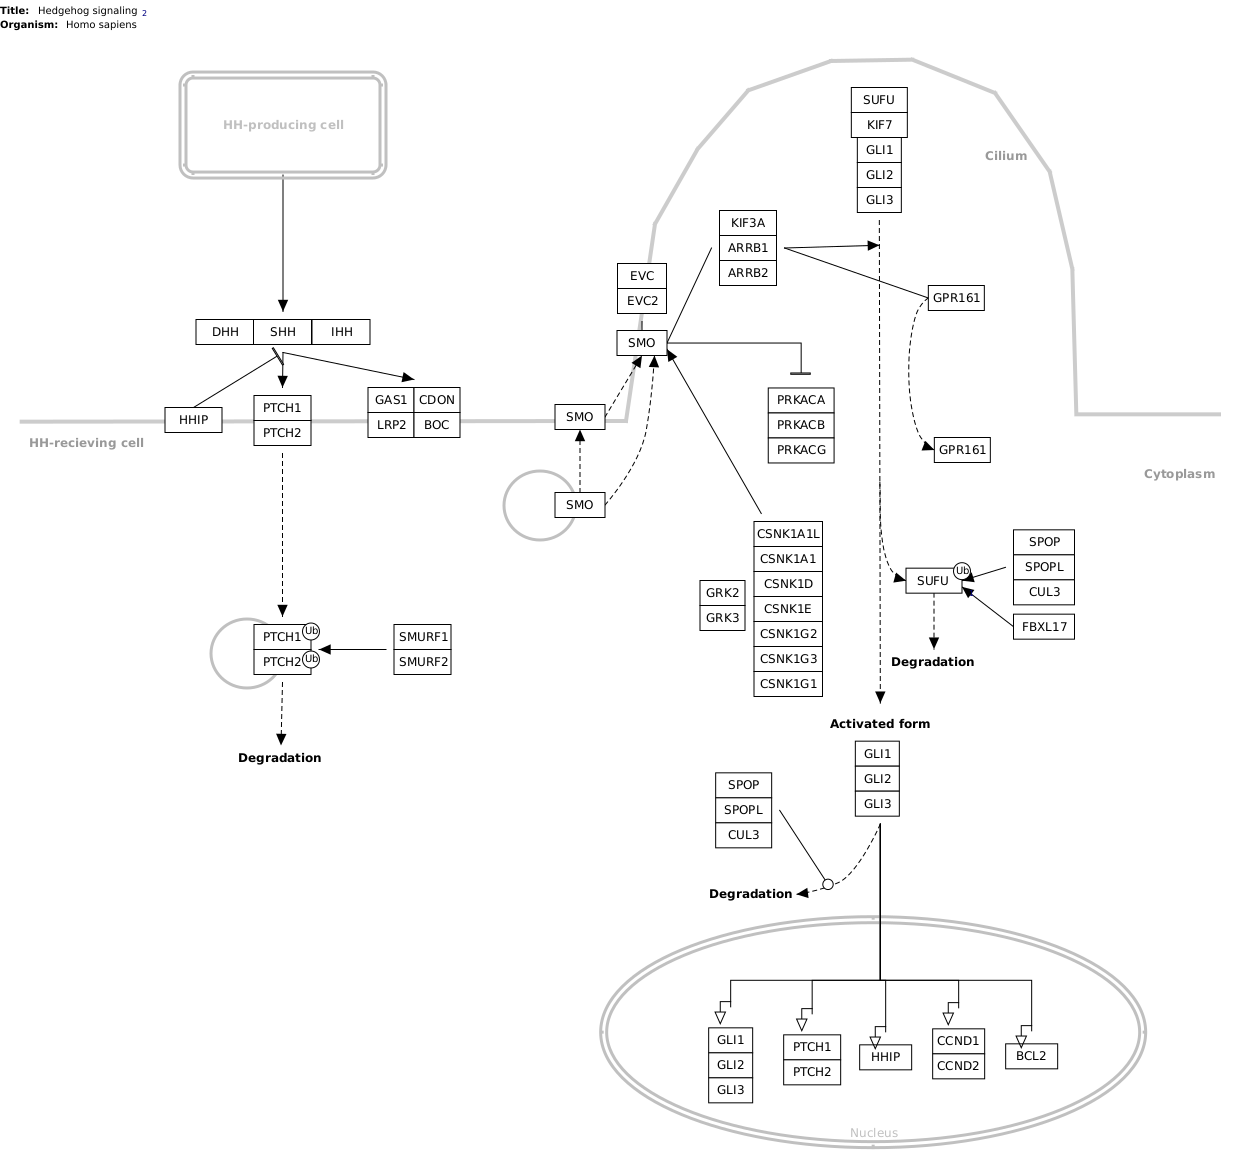 Title: Hedgehog signaling 2
Organism: Homo sapiens
HH-producing cell
SUFU
KIF7
GLI1
GLI2
GLI3
Cilium
KIF3A
ARRB1
ARRB2
EVC
EVC2
GPR161
DHH SHH IHH
SMO
GAS1 CDON
LRP2 BOC
HHIP
PTCH1
PTCH2
SMO
PRKACA
PRKACB
PRKACG
HH-recieving cell
GPR161
Cytoplasm
SMO
CSNK1A1L
CSNK1A1
CSNK1D
CSNK1E
CSNK1G2
CSNK1G3
CSNK1G1
GRK2
GRK3
SUFU
Ub
SPOP
SPOPL
CUL3
FBXL17
Degradation
PTCH1 Ub
PTCH2 Ub
SMURF1
SMURF2
Degradation
Activated form
GLI1
GLI2
GLI3
SPOP
SPOPL
CUL3
Degradation
GLI1
GLI2
GLI3
PTCH1
PTCH2
HHIP
CCND1
CCND2
BCL2
Nucleus